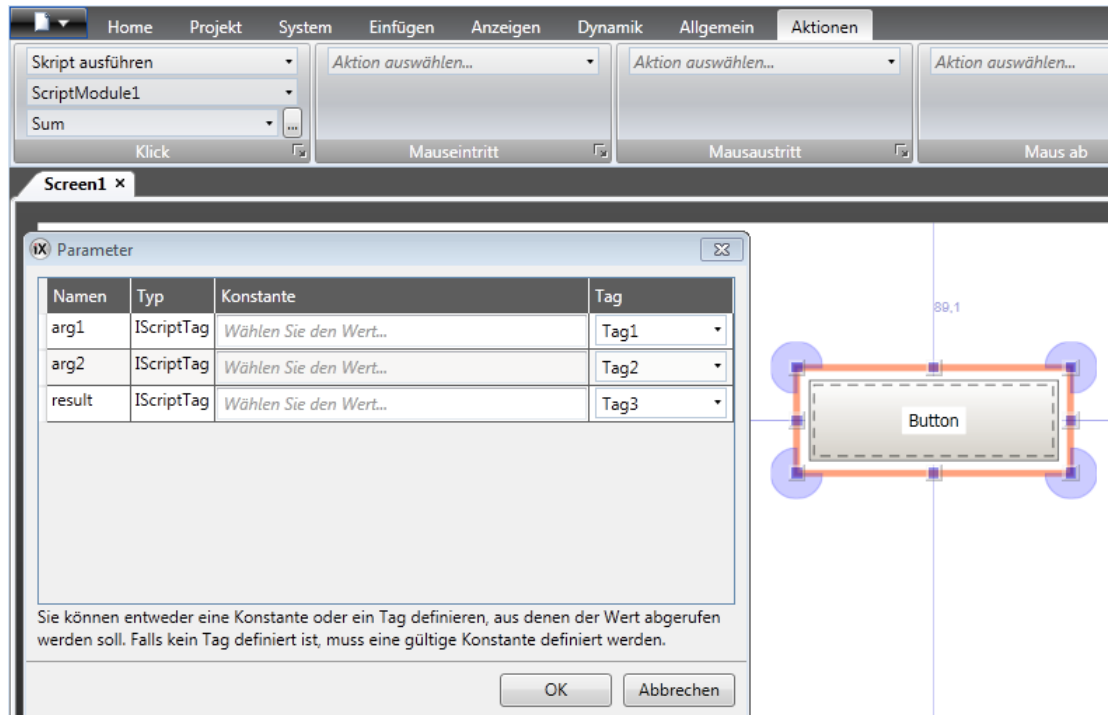 Home Projekt System Einfügen Anzeigen Dynamik Allgemein Aktionen
Skript ausführen Aktion auswählen... Aktion auswählen... Aktion auswählen...
ScriptModule1
Sum ...
Klick Mauseintritt Mausaustritt Maus ab
Screen1 ×
iX Parameter
Namen Typ Konstante Tag
arg1 IScriptTag Wählen Sie den Wert... Tag1
arg2 IScriptTag Wählen Sie den Wert... Tag2
result IScriptTag Wählen Sie den Wert... Tag3
89,1
Button
Sie können entweder eine Konstante oder ein Tag definieren, aus denen der Wert abgerufen
werden soll. Falls kein Tag definiert ist, muss eine gültige Konstante definiert werden.
OK Abbrechen